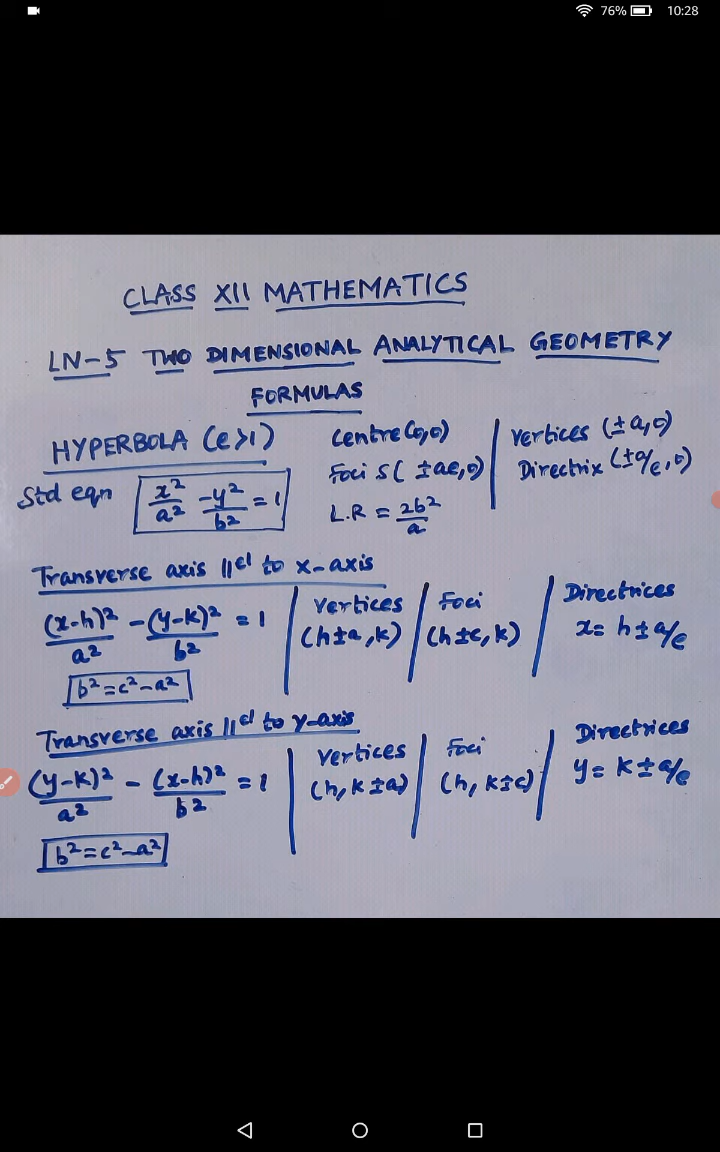 76% 10:28
CLASS XII MATHEMATICS
LN-5 TWO DIMENSIONAL ANALYTICAL GEOMETRY
FORMULAS
HYPERBOLA (e>1)
Std eqn x²/a² - y²/b² = 1
Centre (0,0)
Foci S( ±ae, 0)
L.R = 2b²/a
Vertices (±a, 0)
Directrix (±a/e, 0)
Transverse axis ||el to x-axis
(x-h)²/a² - (y-k)²/b² = 1
b² = c² - a²
Vertices
(h±a, k)
Foci
(h±c, k)
Directrices
x = h ± a/e
Transverse axis ||el to y-axis
(y-k)²/a² - (x-h)²/b² = 1
b² = c² - a²
Vertices
(h, k±a)
Foci
(h, k±c)
Directrices
y = k ± a/e